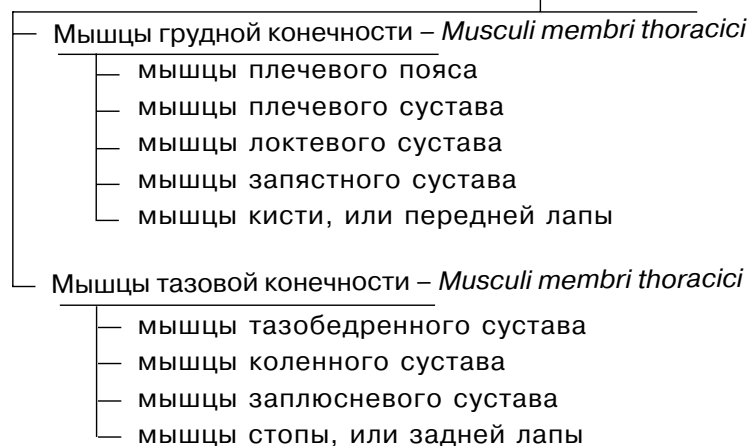 Мышцы грудной конечности – Musculi membri thoracici
мышцы плечевого пояса
мышцы плечевого сустава
мышцы локтевого сустава
мышцы запястного сустава
мышцы кисти, или передней лапы
Мышцы тазовой конечности – Musculi membri thoracici
мышцы тазобедренного сустава
мышцы коленного сустава
мышцы заплюсневого сустава
мышцы стопы, или задней лапы